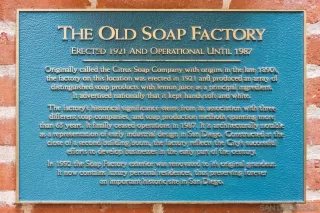 THE OLD SOAP FACTORY
ERECTED 1921 AND OPERATIONAL UNTIL 1987
Originally called the Citrus Soap Company with origins in the late 1890's,
the factory on this location was erected in 1921 and produced an array of
distinguished soap products with lemon juice as a principal ingredient.
It advertised nationally that it kept hands soft and white.
The factory's historical significance stems from its association with three
different soap companies, and soap production methods spanning more
than 65 years. It finally ceased operations in 1987. It is architecturally notable
as a representation of early industrial design in San Diego. Constructed at the
close of a record building boom, the factory reflects the City's successful
efforts to develop businesses in the early part of the century.
In 1992 the Soap Factory exterior was renovated to its original grandeur.
It now contains luxury personal residences, thus preserving forever
an important historic site in San Diego.